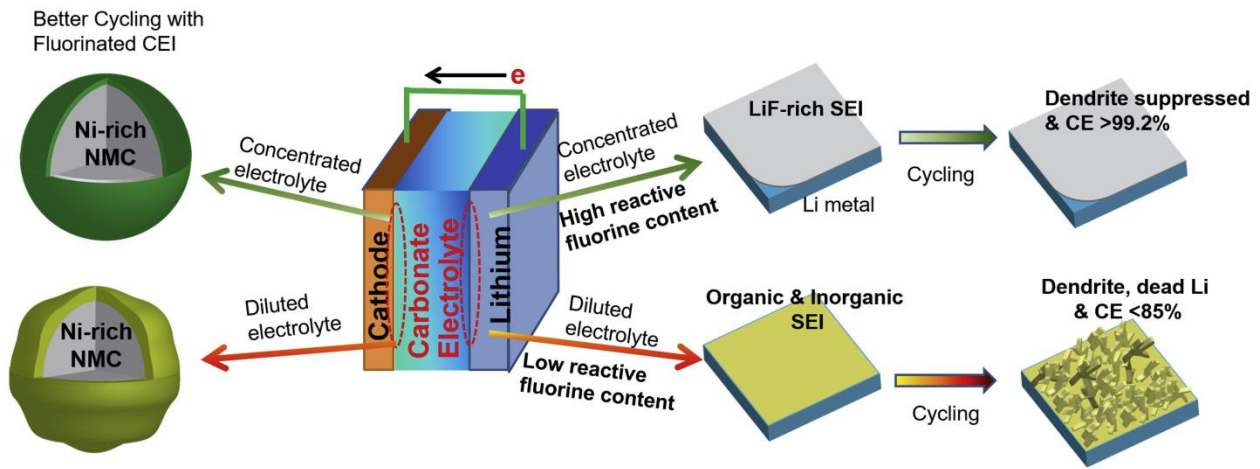 Better Cycling with
Fluorinated CEI
Ni-rich
NMC
Concentrated
electrolyte
e
Cathode
Carbonate
Electrolyte
Lithium
Concentrated
electrolyte
High reactive
fluorine content
LiF-rich SEI
Li metal
Cycling
Dendrite suppressed
& CE >99.2%
Ni-rich
NMC
Diluted
electrolyte
Diluted
electrolyte
Low reactive
fluorine content
Organic & Inorganic
SEI
Cycling
Dendrite, dead Li
& CE <85%